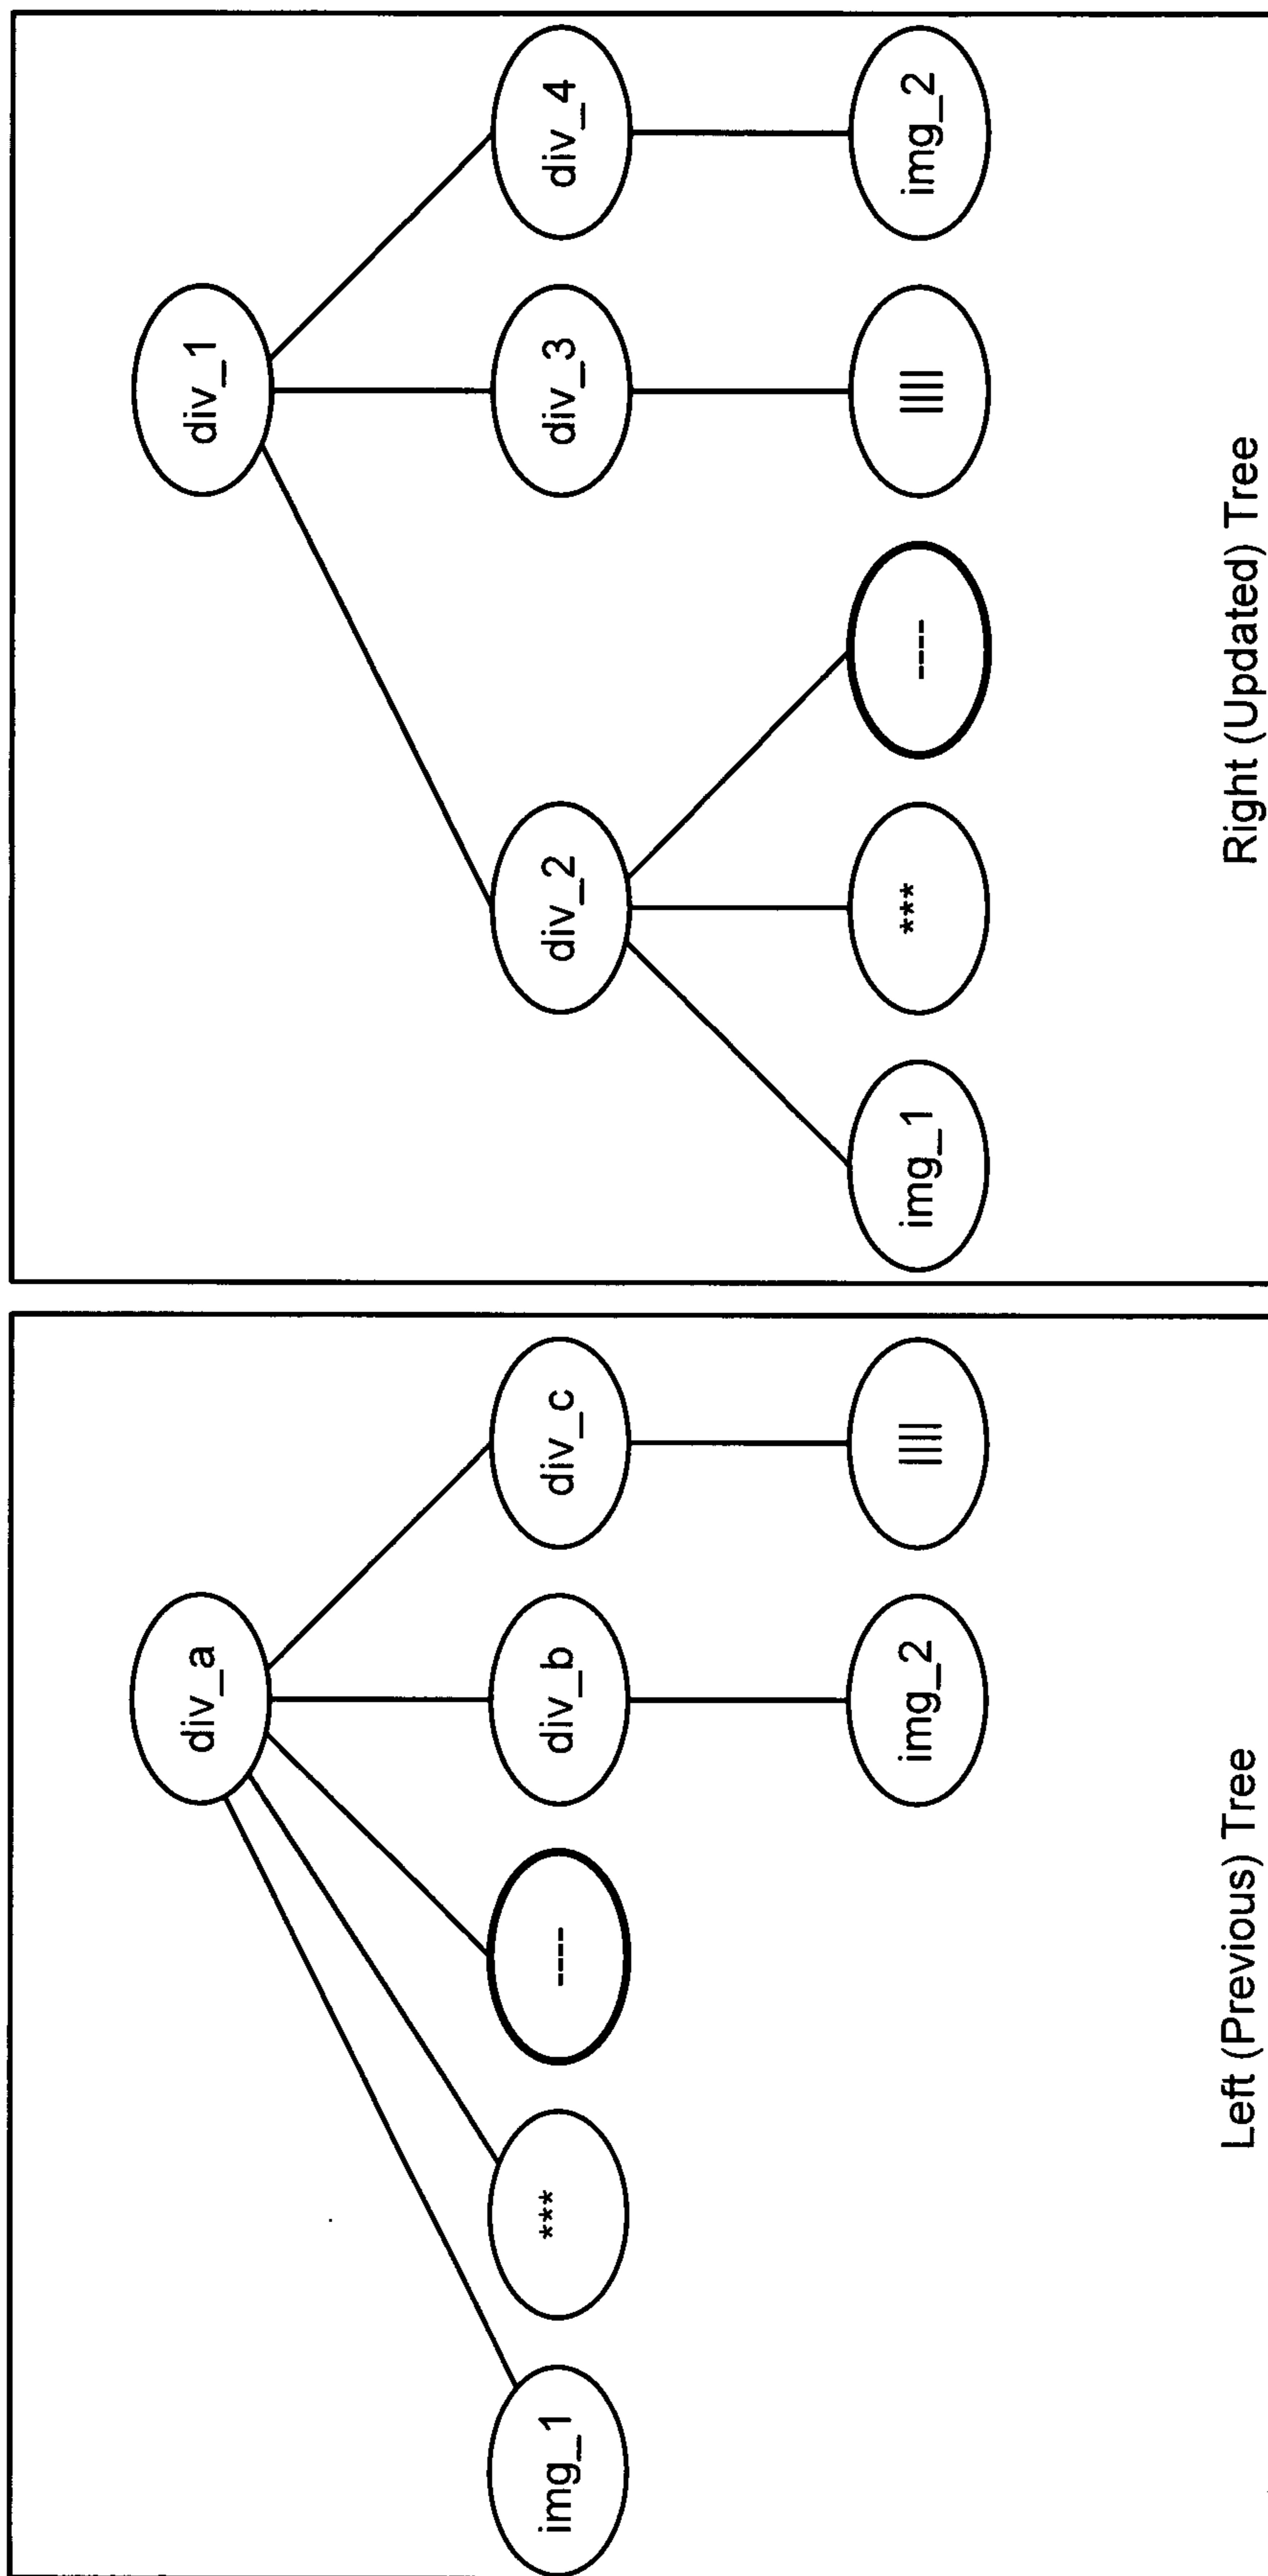 div_a
img_1
***
----
div_b
div_c
img_2
|||||
Left (Previous) Tree
div_1
div_2
div_3
div_4
img_1
***
----
|||||
img_2
Right (Updated) Tree